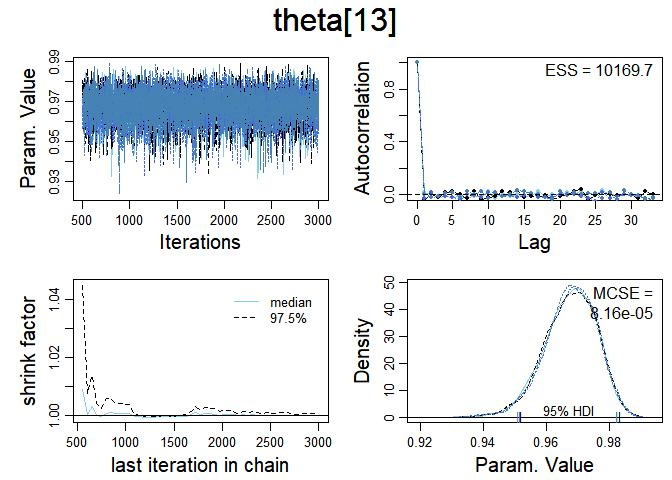 theta[13]
Param. Value
0.93 0.95 0.97 0.99
500 1000 1500 2000 2500 3000
Iterations
Autocorrelation
0.0 0.4 0.8
ESS = 10169.7
0 5 10 15 20 25 30
Lag
shrink factor
1.00 1.02 1.04
median
97.5%
500 1000 1500 2000 2500 3000
last iteration in chain
Density
0 10 20 30 40 50
MCSE =
8.16e-05
95% HDI
0.92 0.94 0.96 0.98
Param. Value